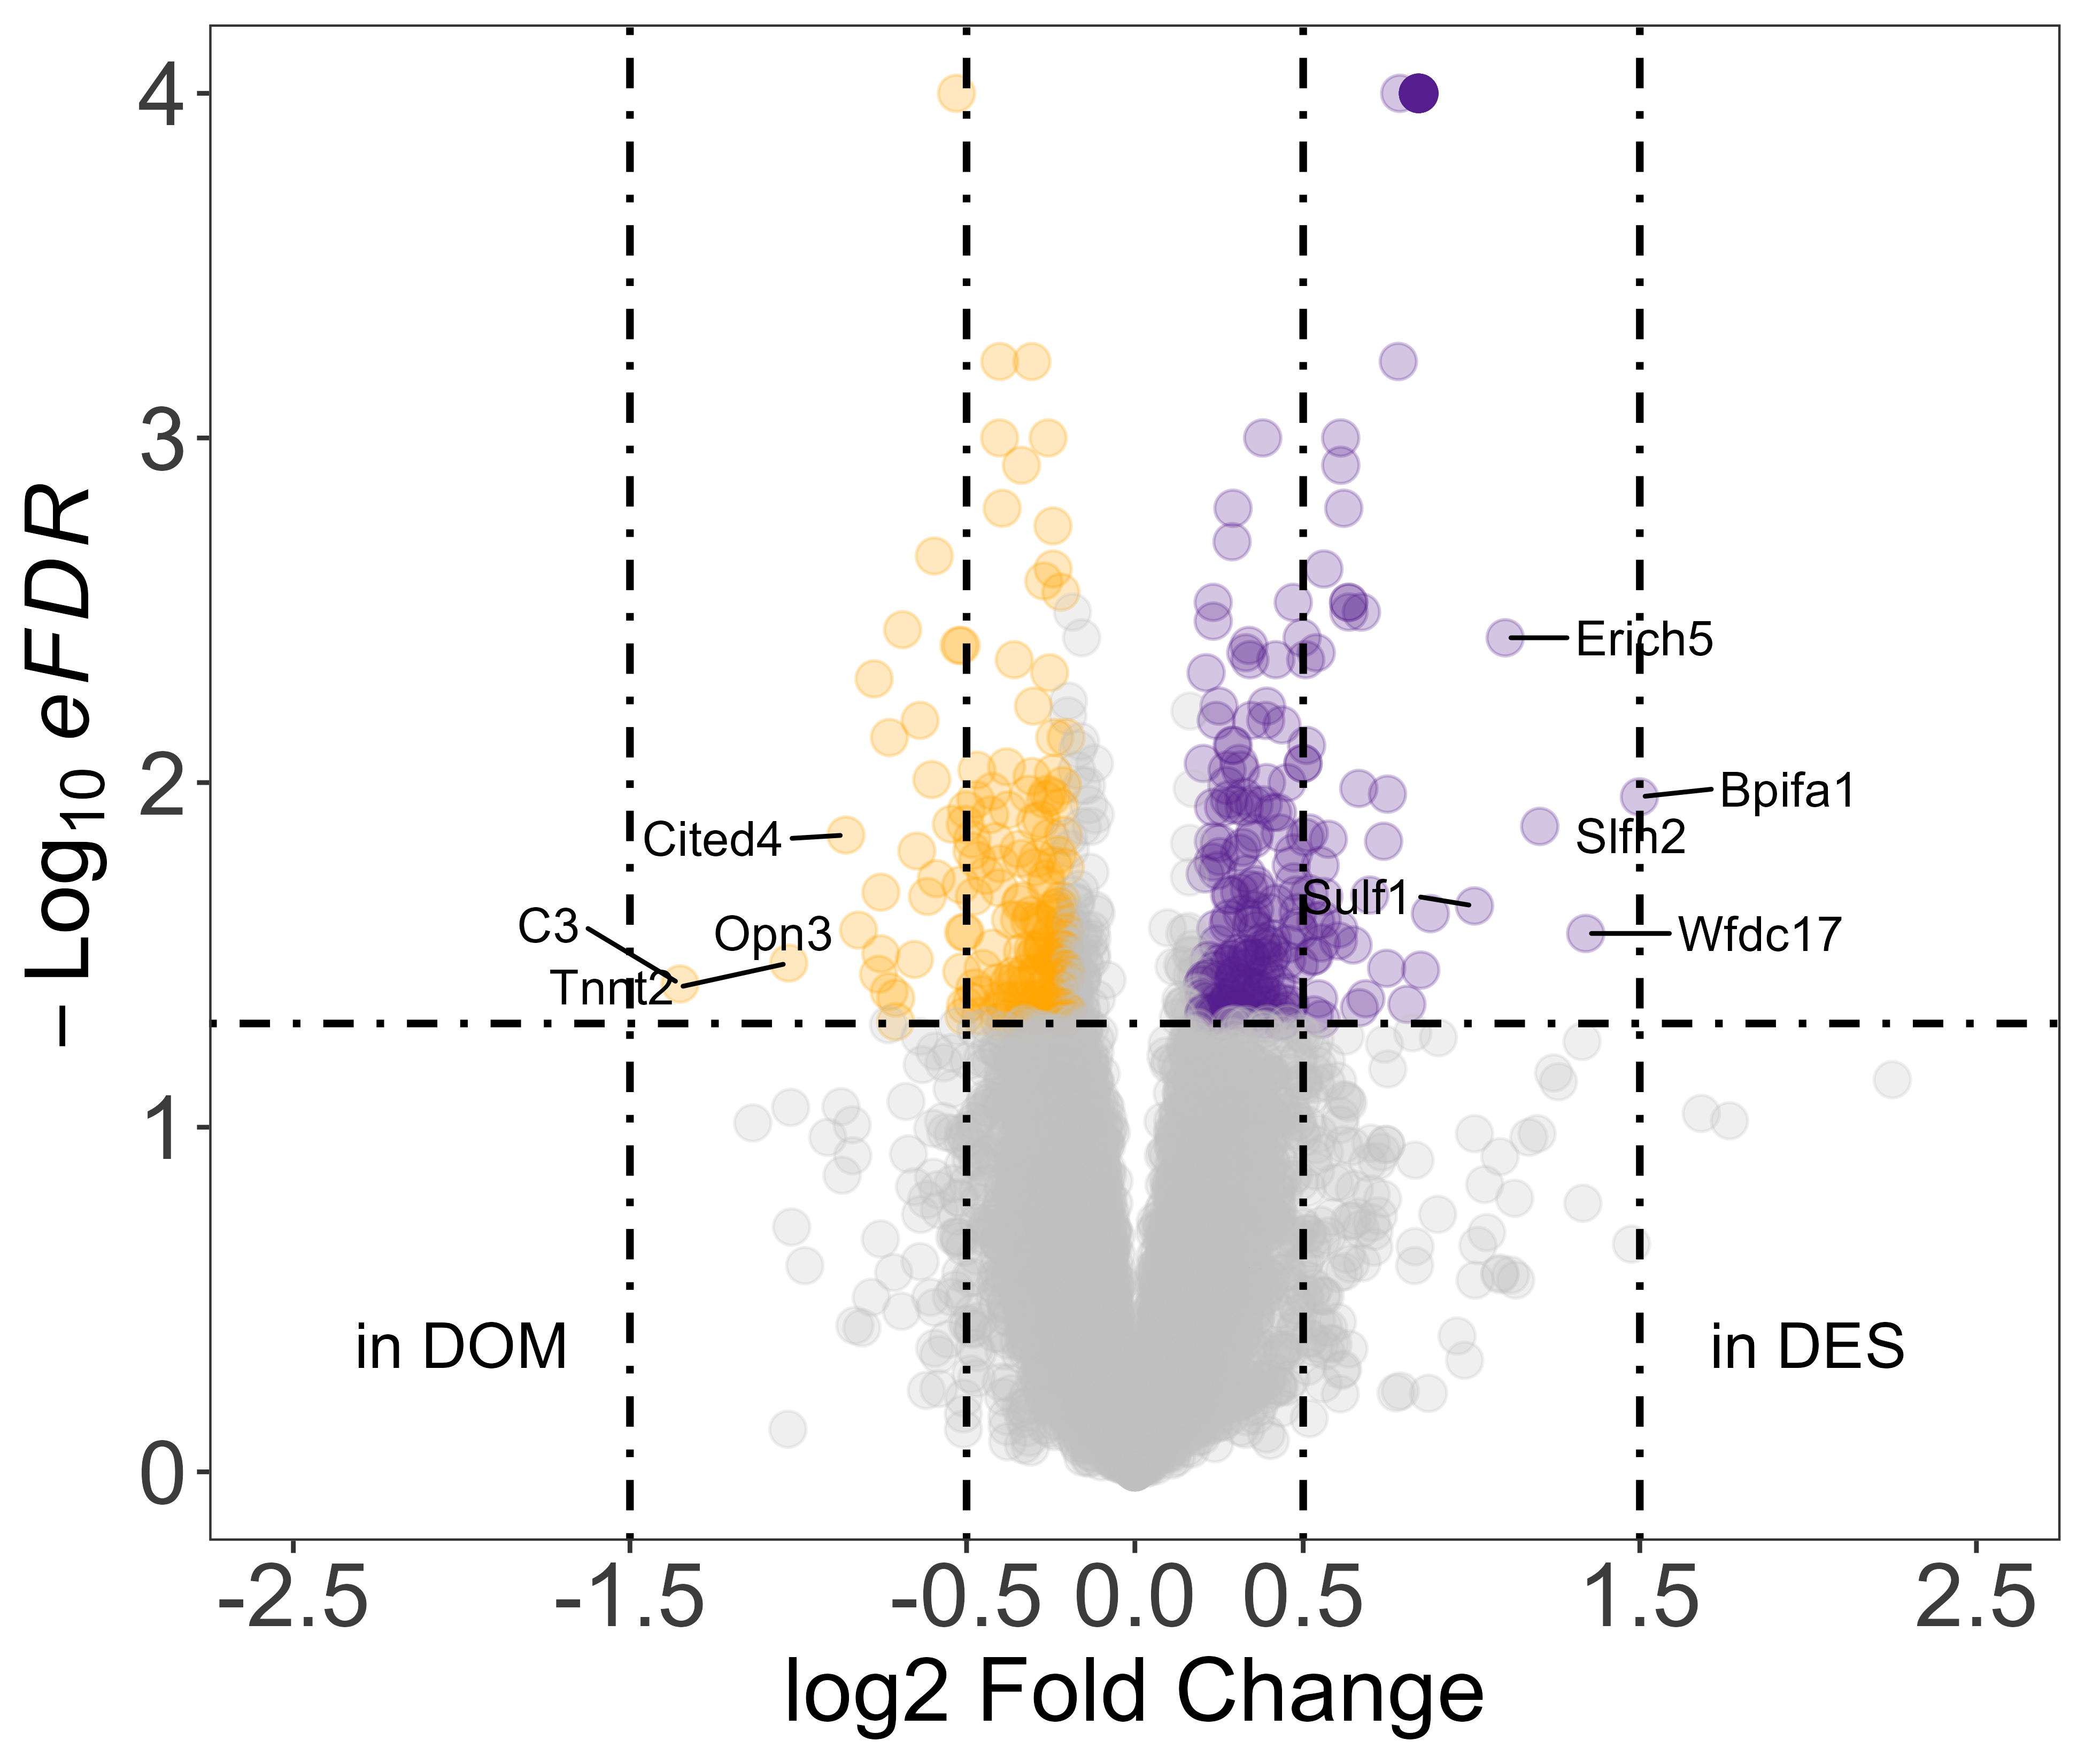 4
3
2
1
0
– Log10 eFDR
Erich5
Bpifa1
Slfn2
Cited4
Sulf1
C3
Opn3
Wfdc17
Tnnt2
in DOM
in DES
-2.5 -1.5 -0.5 0.0 0.5 1.5 2.5
log2 Fold Change